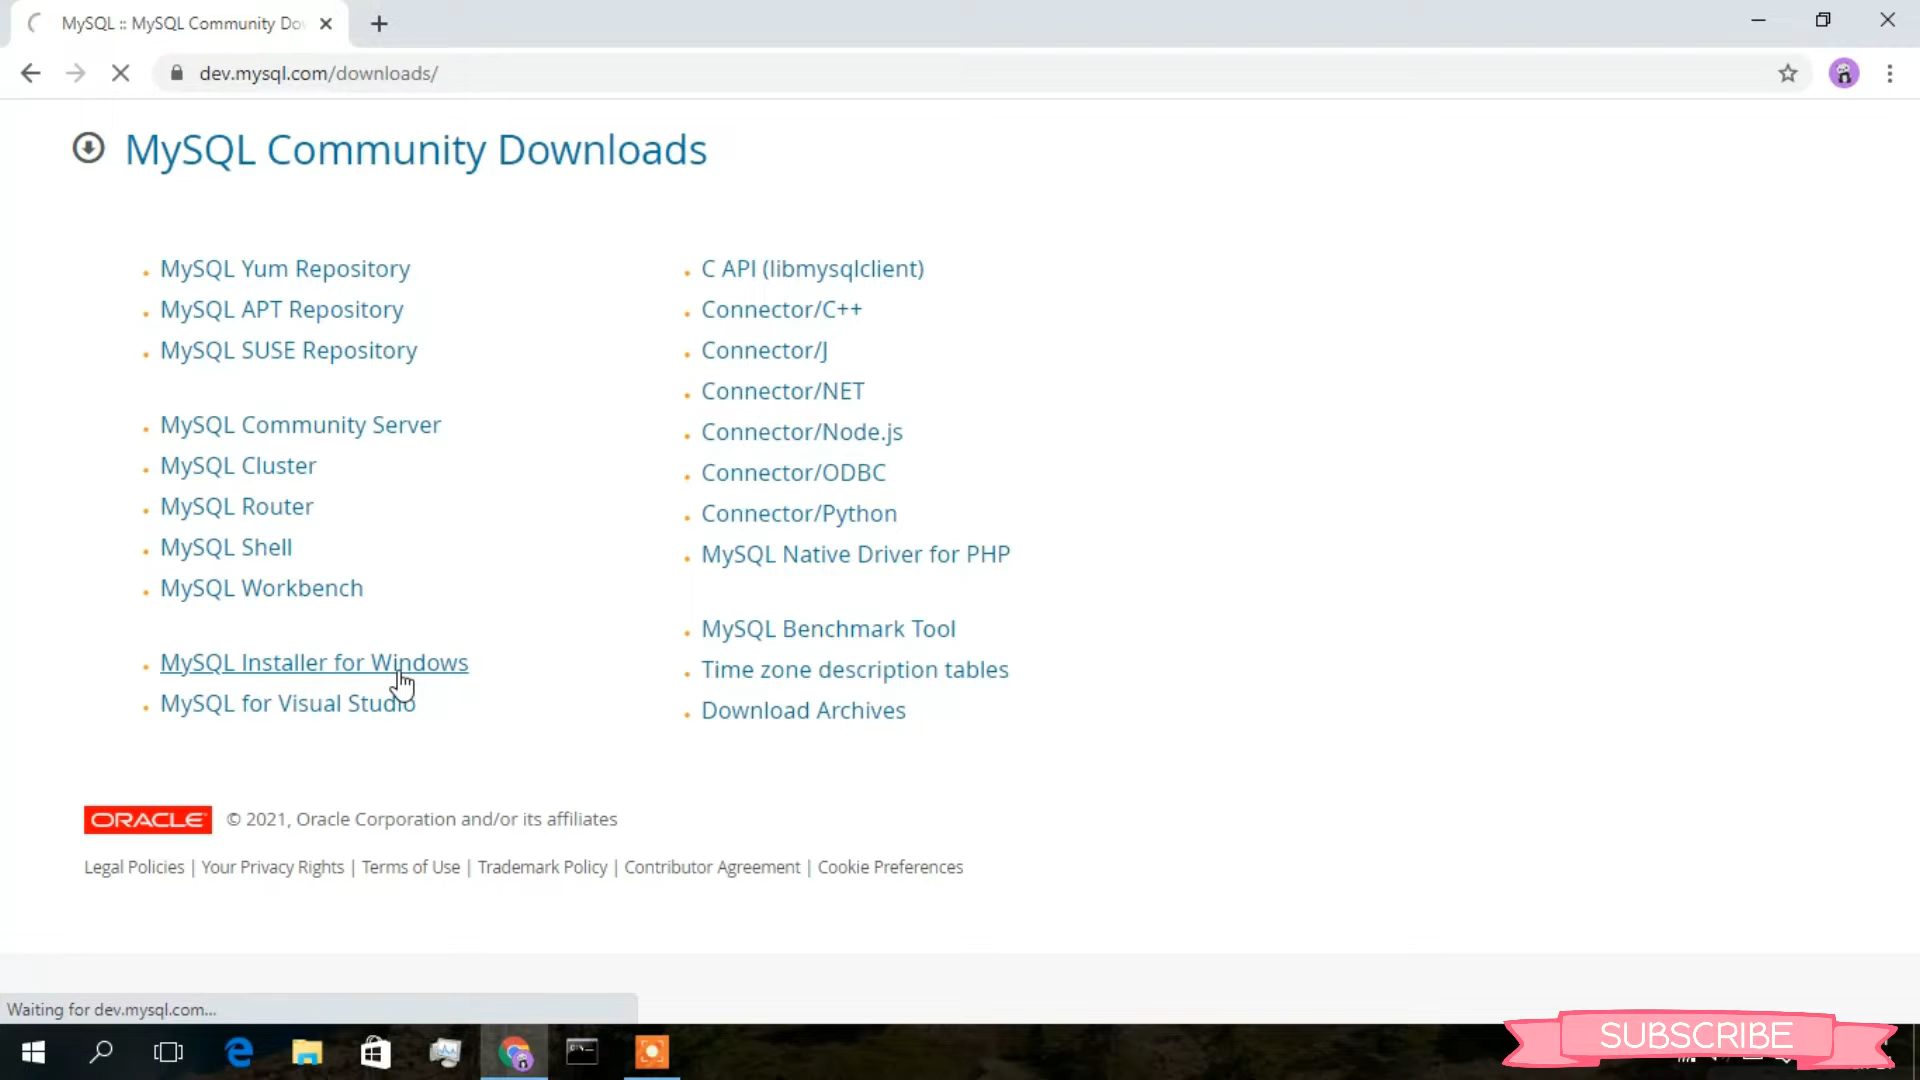 MySQL :: MySQL Community Do
dev.mysql.com/downloads/
MySQL Community Downloads
MySQL Yum Repository
MySQL APT Repository
MySQL SUSE Repository
MySQL Community Server
MySQL Cluster
MySQL Router
MySQL Shell
MySQL Workbench
MySQL Installer for Windows
MySQL for Visual Studio
C API (libmysqlclient)
Connector/C++
Connector/J
Connector/NET
Connector/Node.js
Connector/ODBC
Connector/Python
MySQL Native Driver for PHP
MySQL Benchmark Tool
Time zone description tables
Download Archives
ORACLE © 2021, Oracle Corporation and/or its affiliates
Legal Policies | Your Privacy Rights | Terms of Use | Trademark Policy | Contributor Agreement | Cookie Preferences
Waiting for dev.mysql.com...
SUBSCRIBE